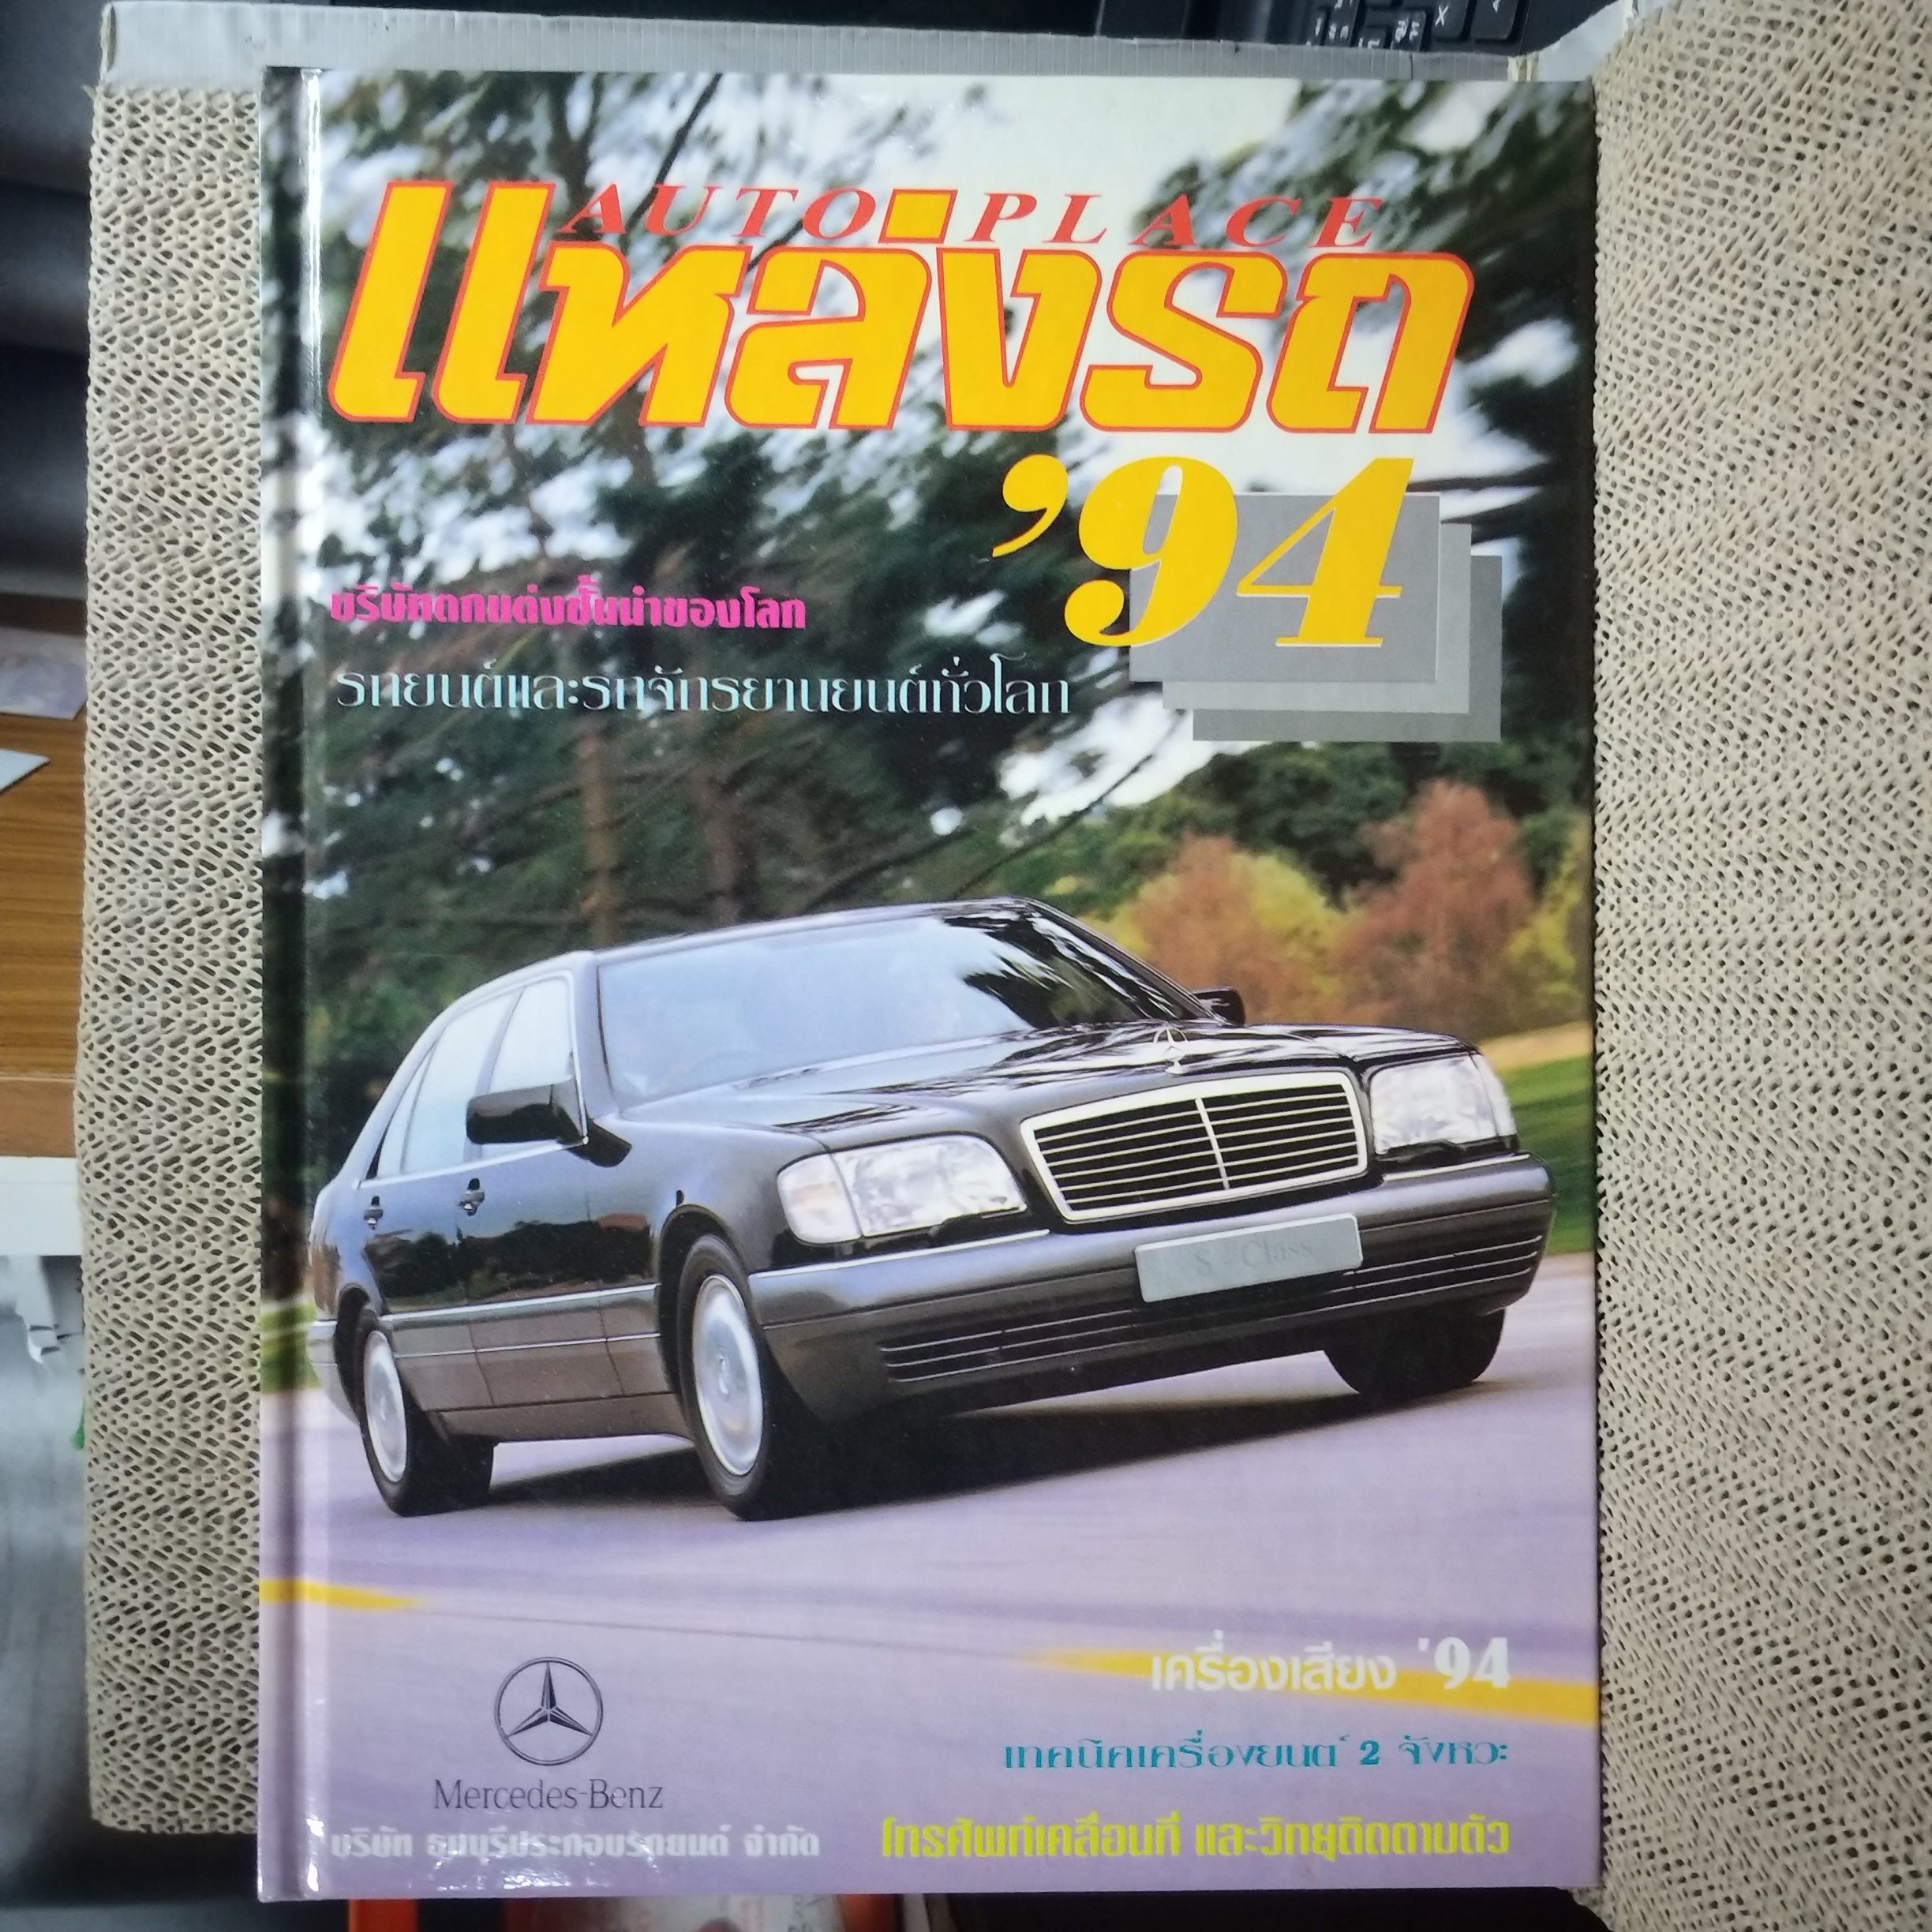 AUTO PLACE
แหล่งรถ
'94
บริษัทตกแต่งชั้นนำของโลก
รถยนต์และรถจักรยานยนต์ทั่วโลก
S - Class
เครื่องเสียง '94
เทคนิคเครื่องยนต์ 2 จังหวะ
Mercedes-Benz
บริษัท ธนบุรีประกอบรถยนต์ จำกัด
โทรศัพท์เคลื่อนที่ และวิทยุติดตามตัว